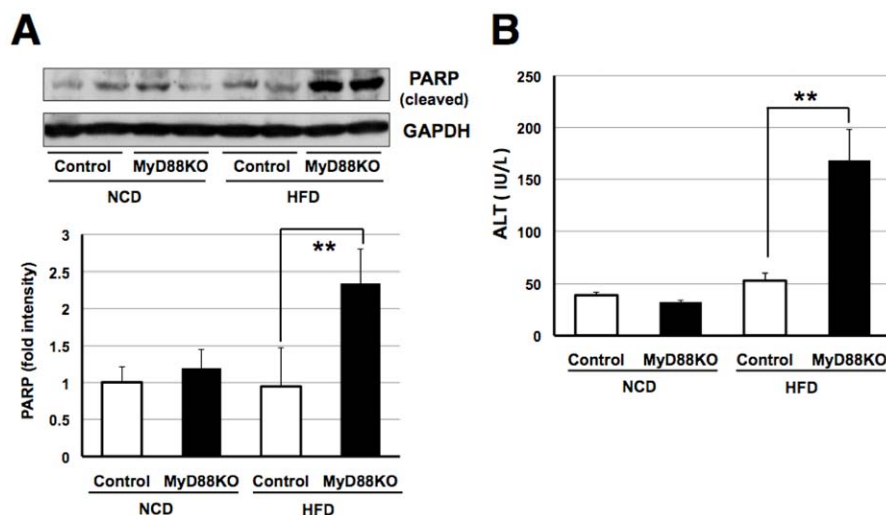 A
PARP
(cleaved)
GAPDH
Control MyD88KO Control MyD88KO
NCD HFD
PARP (fold intensity)
3
2.5
2
1.5
1
0.5
0
**
Control MyD88KO Control MyD88KO
NCD HFD
B
ALT ( IU/L)
250
200
150
100
50
0
**
Control MyD88KO Control MyD88KO
NCD HFD